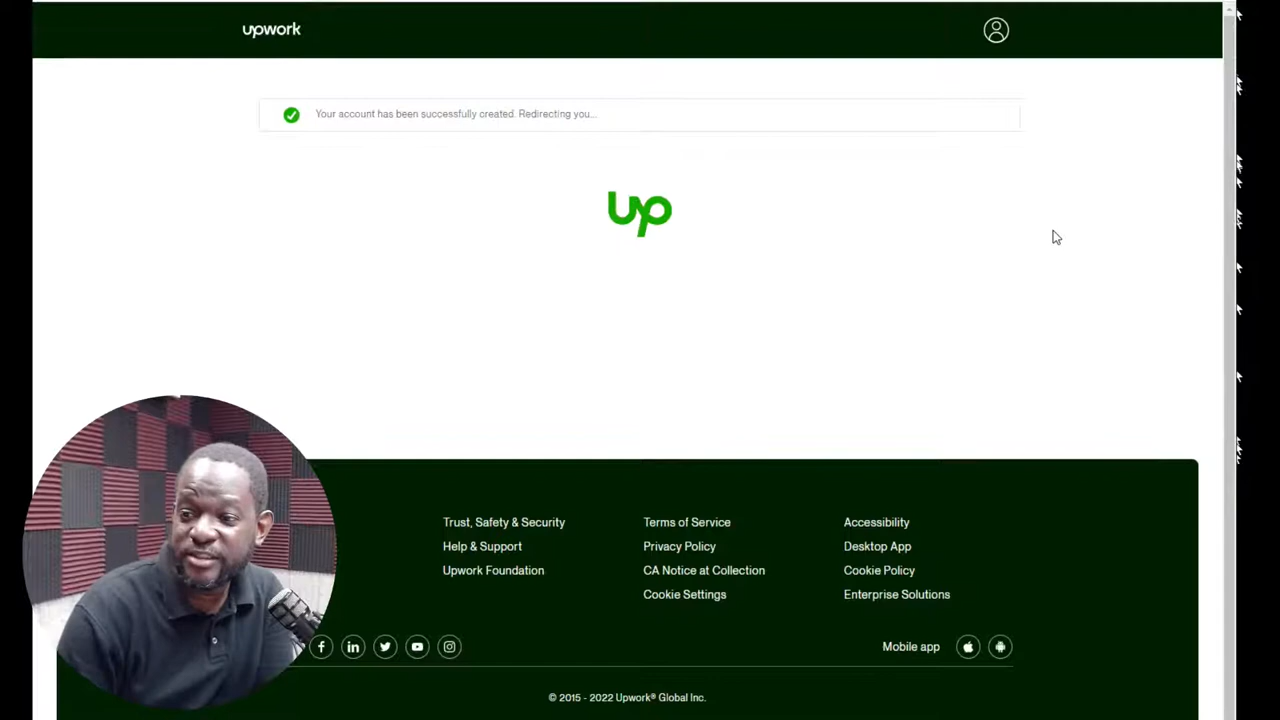 upwork
Your account has been successfully created. Redirecting you...
up
Trust, Safety & Security
Help & Support
Upwork Foundation
Terms of Service
Privacy Policy
CA Notice at Collection
Cookie Settings
Accessibility
Desktop App
Cookie Policy
Enterprise Solutions
Mobile app
© 2015 - 2022 Upwork® Global Inc.